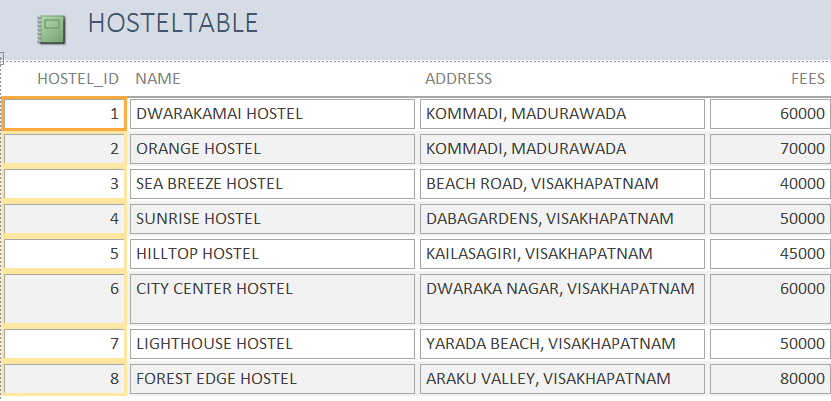 HOSTELTABLE
HOSTEL_ID NAME ADDRESS FEES
1 DWARAKAMAI HOSTEL KOMMADI, MADURAWADA 60000
2 ORANGE HOSTEL KOMMADI, MADURAWADA 70000
3 SEA BREEZE HOSTEL BEACH ROAD, VISAKHAPATNAM 40000
4 SUNRISE HOSTEL DABAGARDENS, VISAKHAPATNAM 50000
5 HILLTOP HOSTEL KAILASAGIRI, VISAKHAPATNAM 45000
6 CITY CENTER HOSTEL DWARAKA NAGAR, VISAKHAPATNAM 60000
7 LIGHTHOUSE HOSTEL YARADA BEACH, VISAKHAPATNAM 50000
8 FOREST EDGE HOSTEL ARAKU VALLEY, VISAKHAPATNAM 80000